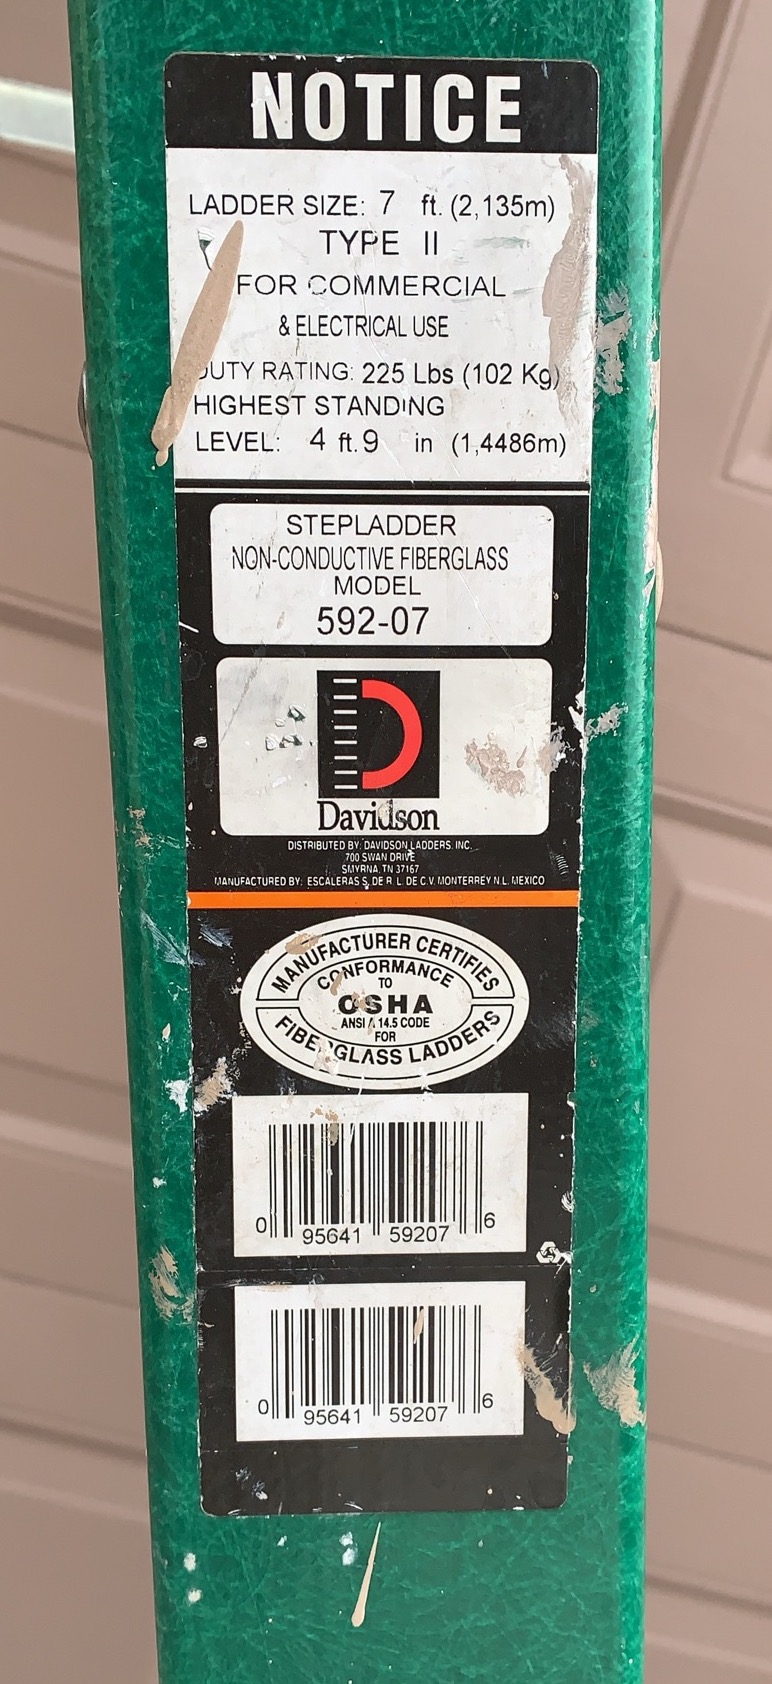 NOTICE
LADDER SIZE: 7 ft. (2,135m)
TYPE II
FOR COMMERCIAL
& ELECTRICAL USE
DUTY RATING: 225 Lbs (102 Kg)
HIGHEST STANDING
LEVEL: 4 ft. 9 in (1,4486m)
STEPLADDER
NON-CONDUCTIVE FIBERGLASS
MODEL
592-07
Davidson
DISTRIBUTED BY: DAVIDSON LADDERS, INC.
700 SWAN DRIVE
SMYRNA, TN 37167
MANUFACTURED BY: ESCALERAS S, DE R. L. DE C.V. MONTERREY N.L. MEXICO
MANUFACTURER CERTIFIES
CONFORMANCE
TO
OSHA
ANSI A 14.5 CODE
FOR
FIBERGLASS LADDERS
0 95641 59207 6
0 95641 59207 6